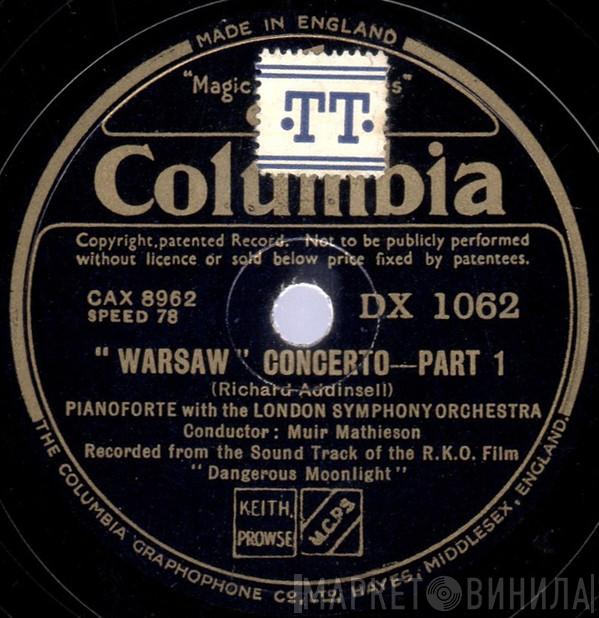 MADE IN ENGLAND
"Magic
s"
·TT·
Columbia
Copyright,patented Record. Not to be publicly performed
without licence or sold below price fixed by patentees.
CAX 8962
SPEED 78
DX 1062
"WARSAW" CONCERTO—PART 1
(Richard Addinsell)
PIANOFORTE with the LONDON SYMPHONY ORCHESTRA
Conductor: Muir Mathieson
Recorded from the Sound Track of the R.K.O. Film
"Dangerous Moonlight"
KEITH,
PROWSE
M.C.P.S
THE COLUMBIA GRAPHOPHONE CO., LTD. HAYES, MIDDLESEX, ENGLAND.
МАРКЕТ ВИНИЛА